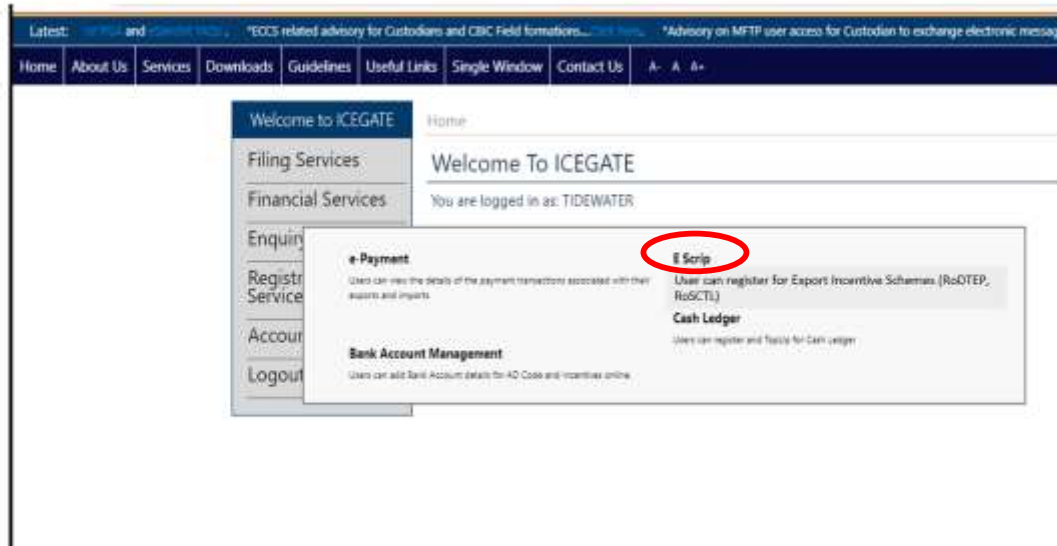 Latest: and *ECCS related advisory for Custodians and CBIC Field formations... *Advisory on MFTP user access for Custodian to exchange electronic messag
Home About Us Services Downloads Guidelines Useful Links Single Window Contact Us A- A A+
Welcome to ICEGATE
Home
Filing Services
Welcome To ICEGATE
Financial Services
You are logged in as: TIDEWATER
Enquiry
Registr
Service
Accour
Logout
e-Payment
Users can view the details of the payment transactions associated with their
exports and imports
E Scrip
User can register for Export Incentive Schemes (RoDTEP,
RoSCTL)
Cash Ledger
Users can register and TopUp for Cash Ledger
Bank Account Management
Users can add Bank Account details for AD Code and Incentives online